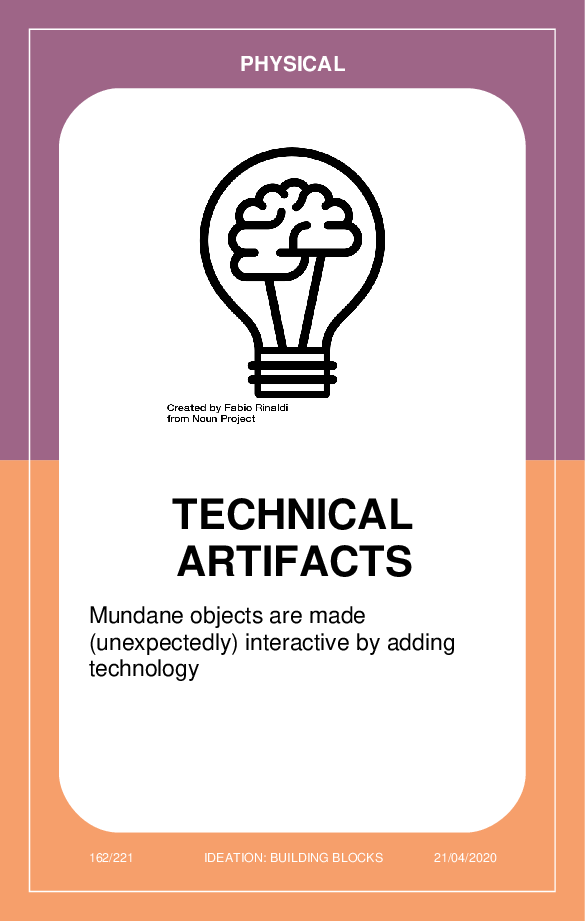 PHYSICAL
Created by Fabio Rinaldi
from Noun Project
TECHNICAL
ARTIFACTS
Mundane objects are made
(unexpectedly) interactive by adding
technology
162/221 IDEATION: BUILDING BLOCKS 21/04/2020